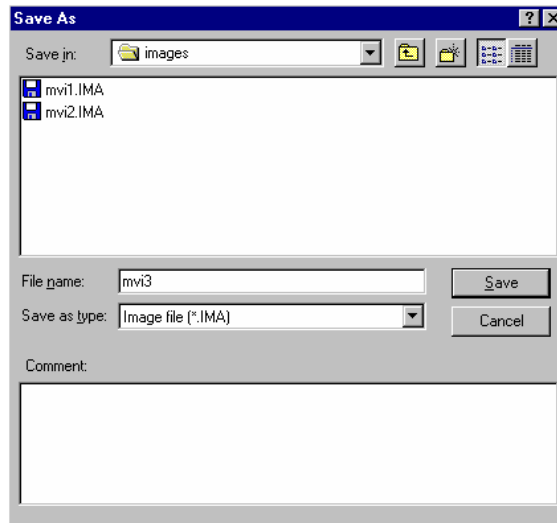 Save As
Save in: images
mvi1.IMA
mvi2.IMA
File name: mvi3 Save
Save as type: Image file (*.IMA) Cancel
Comment: